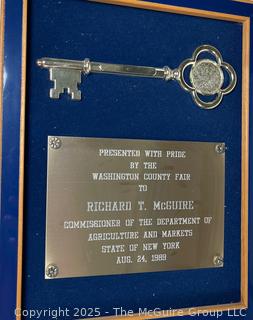 PRESENTED WITH PRIDE
BY THE
WASHINGTON COUNTY FAIR
TO
RICHARD T. McGUIRE
COMMISSIONER OF THE DEPARTMENT OF
AGRICULTURE AND MARKETS
STATE OF NEW YORK
AUG. 24, 1989
Copyright © 2025 - The McGuire Group LLC